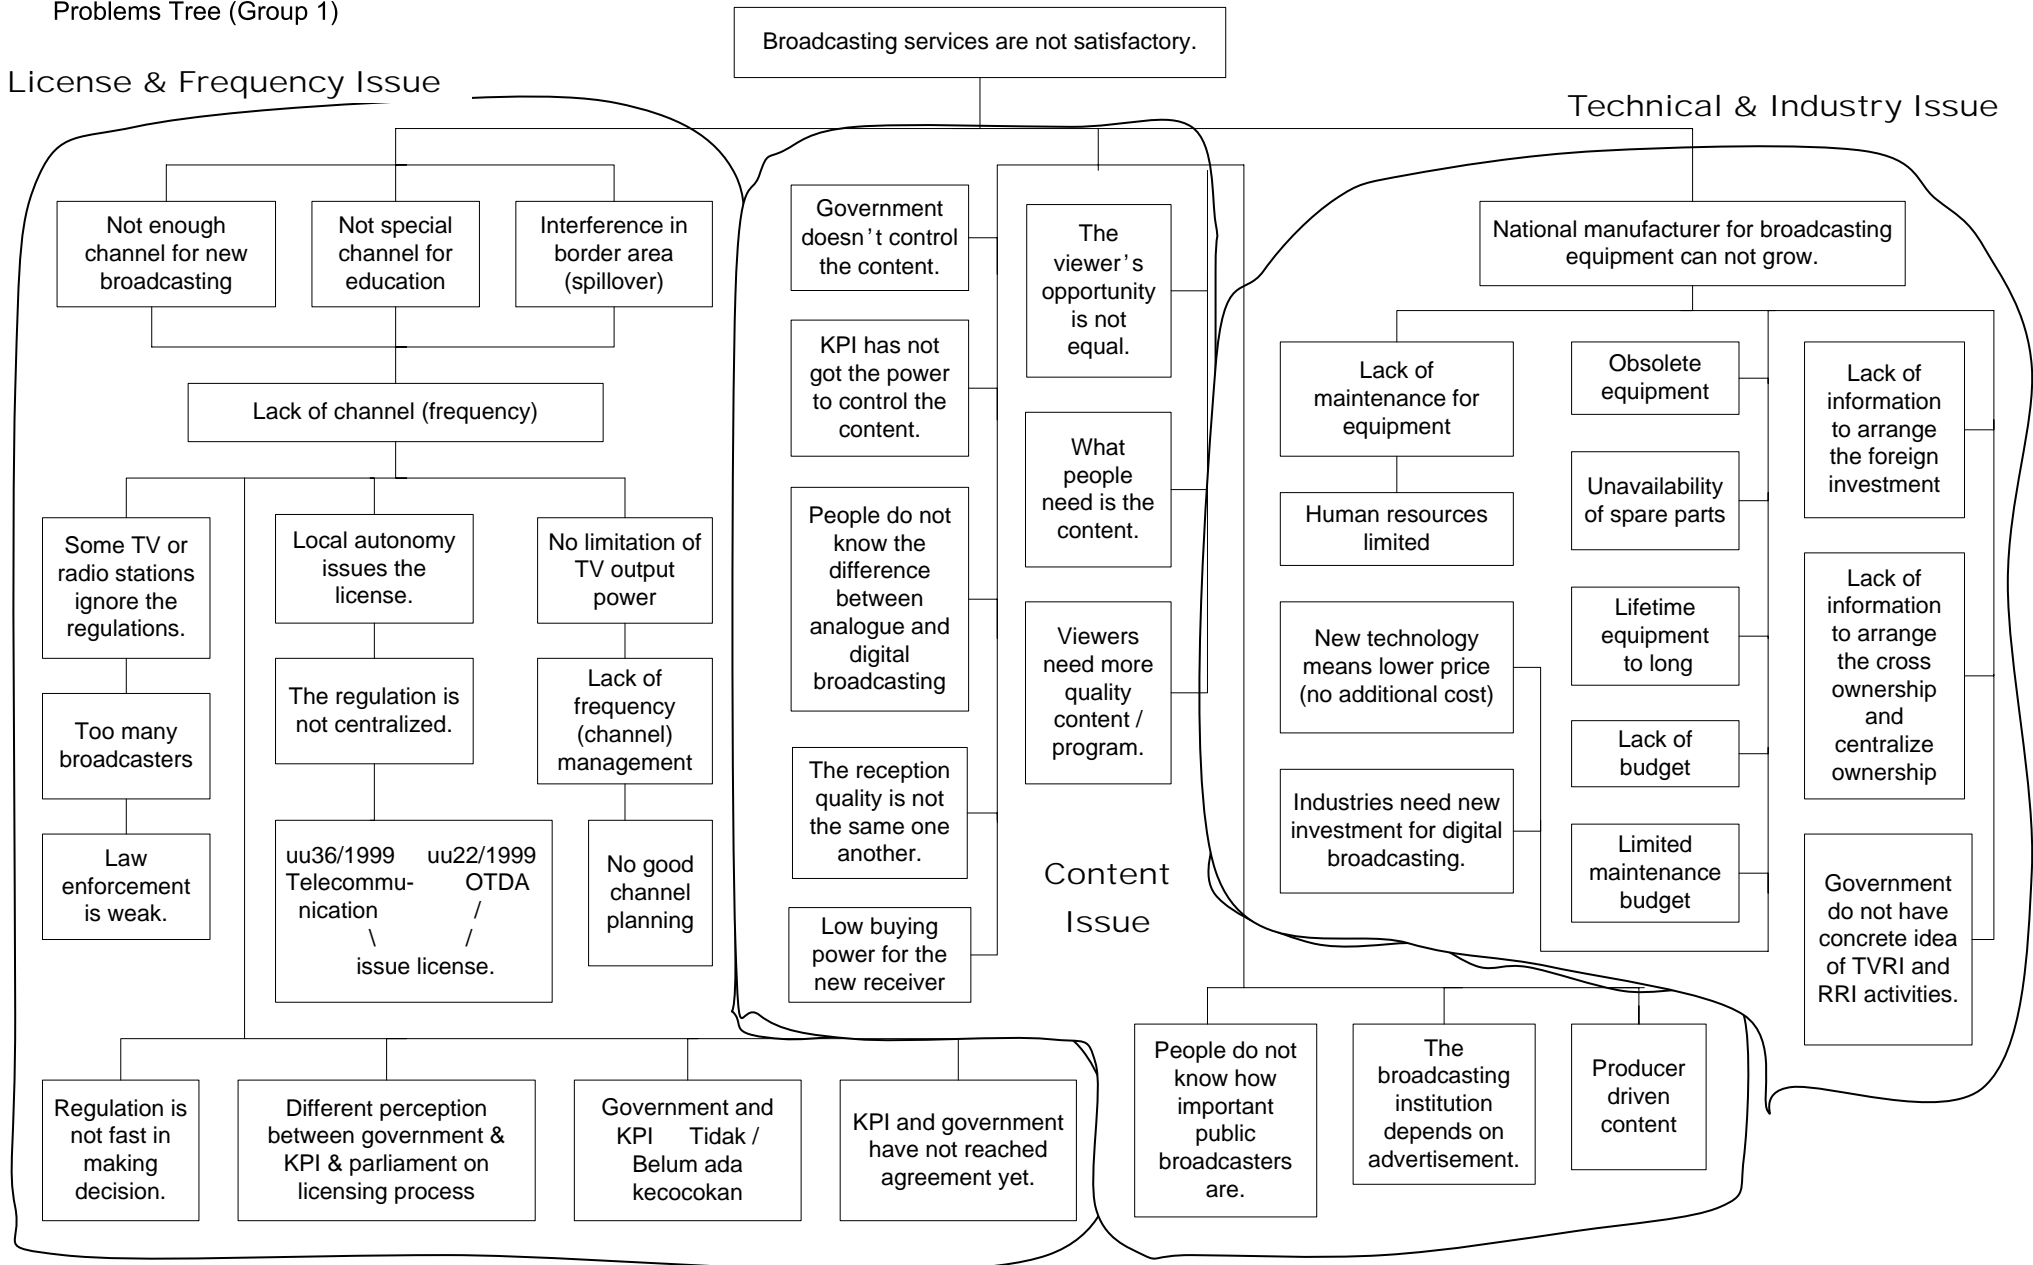 Problems Tree (Group 1)
Broadcasting services are not satisfactory.
License & Frequency Issue
Technical & Industry Issue
Not enough
channel for new
broadcasting
Not special
channel for
education
Interference in
border area
(spillover)
Lack of channel (frequency)
Some TV or
radio stations
ignore the
regulations.
Too many
broadcasters
Law
enforcement
is weak.
Local autonomy
issues the
license.
The regulation is
not centralized.
uu36/1999 uu22/1999
Telecommu- OTDA
nication /
\ /
issue license.
No limitation of
TV output
power
Lack of
frequency
(channel)
management
No good
channel
planning
Regulation is
not fast in
making
decision.
Different perception
between government &
KPI & parliament on
licensing process
Government and
KPI Tidak /
Belum ada
kecocokan
KPI and government
have not reached
agreement yet.
Government
doesn't control
the content.
KPI has not
got the power
to control the
content.
People do not
know the
difference
between
analogue and
digital
broadcasting
The reception
quality is not
the same one
another.
Low buying
power for the
new receiver
The
viewer's
opportunity
is not
equal.
What
people
need is the
content.
Viewers
need more
quality
content /
program.
Content
Issue
People do not
know how
important
public
broadcasters
are.
The
broadcasting
institution
depends on
advertisement.
Producer
driven
content
National manufacturer for broadcasting
equipment can not grow.
Lack of
maintenance for
equipment
Human resources
limited
New technology
means lower price
(no additional cost)
Industries need new
investment for digital
broadcasting.
Obsolete
equipment
Unavailability
of spare parts
Lifetime
equipment
to long
Lack of
budget
Limited
maintenance
budget
Lack of
information
to arrange
the foreign
investment
Lack of
information
to arrange
the cross
ownership
and
centralize
ownership
Government
do not have
concrete idea
of TVRI and
RRI activities.